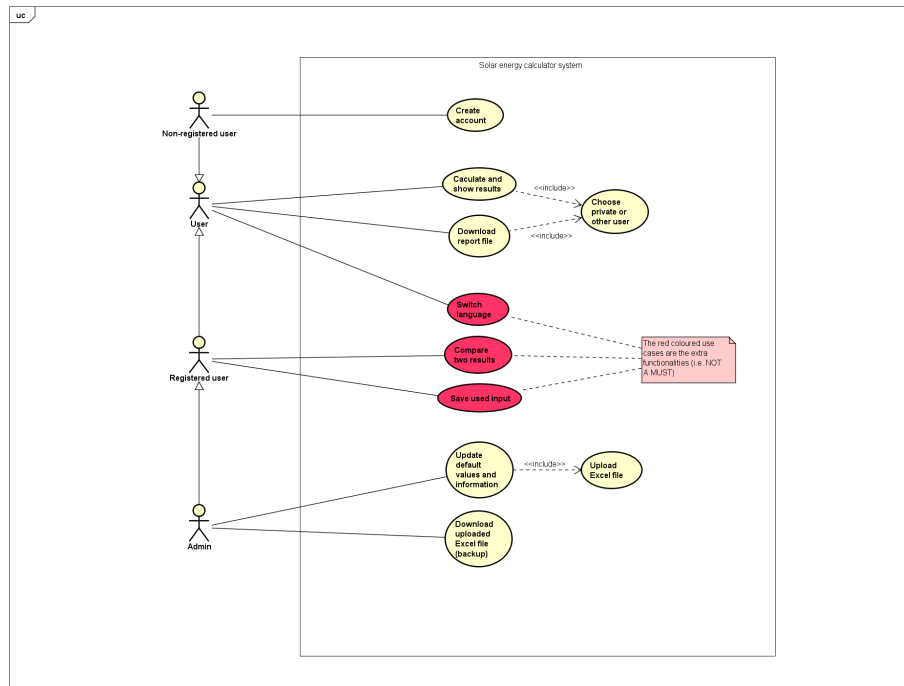 uc
Solar energy calculator system
Create
account
Non-registered user
Caculate and
show results
<<include>>
Choose
private or
other user
User
Download
report file
<<include>>
Switch
language
The red coloured use
cases are the extra
functionalities (i.e. NOT
A MUST)
Compare
two results
Registered user
Save used input
Update
default
values and
information
<<include>>
Upload
Excel file
Admin
Download
uploaded
Excel file
(backup)